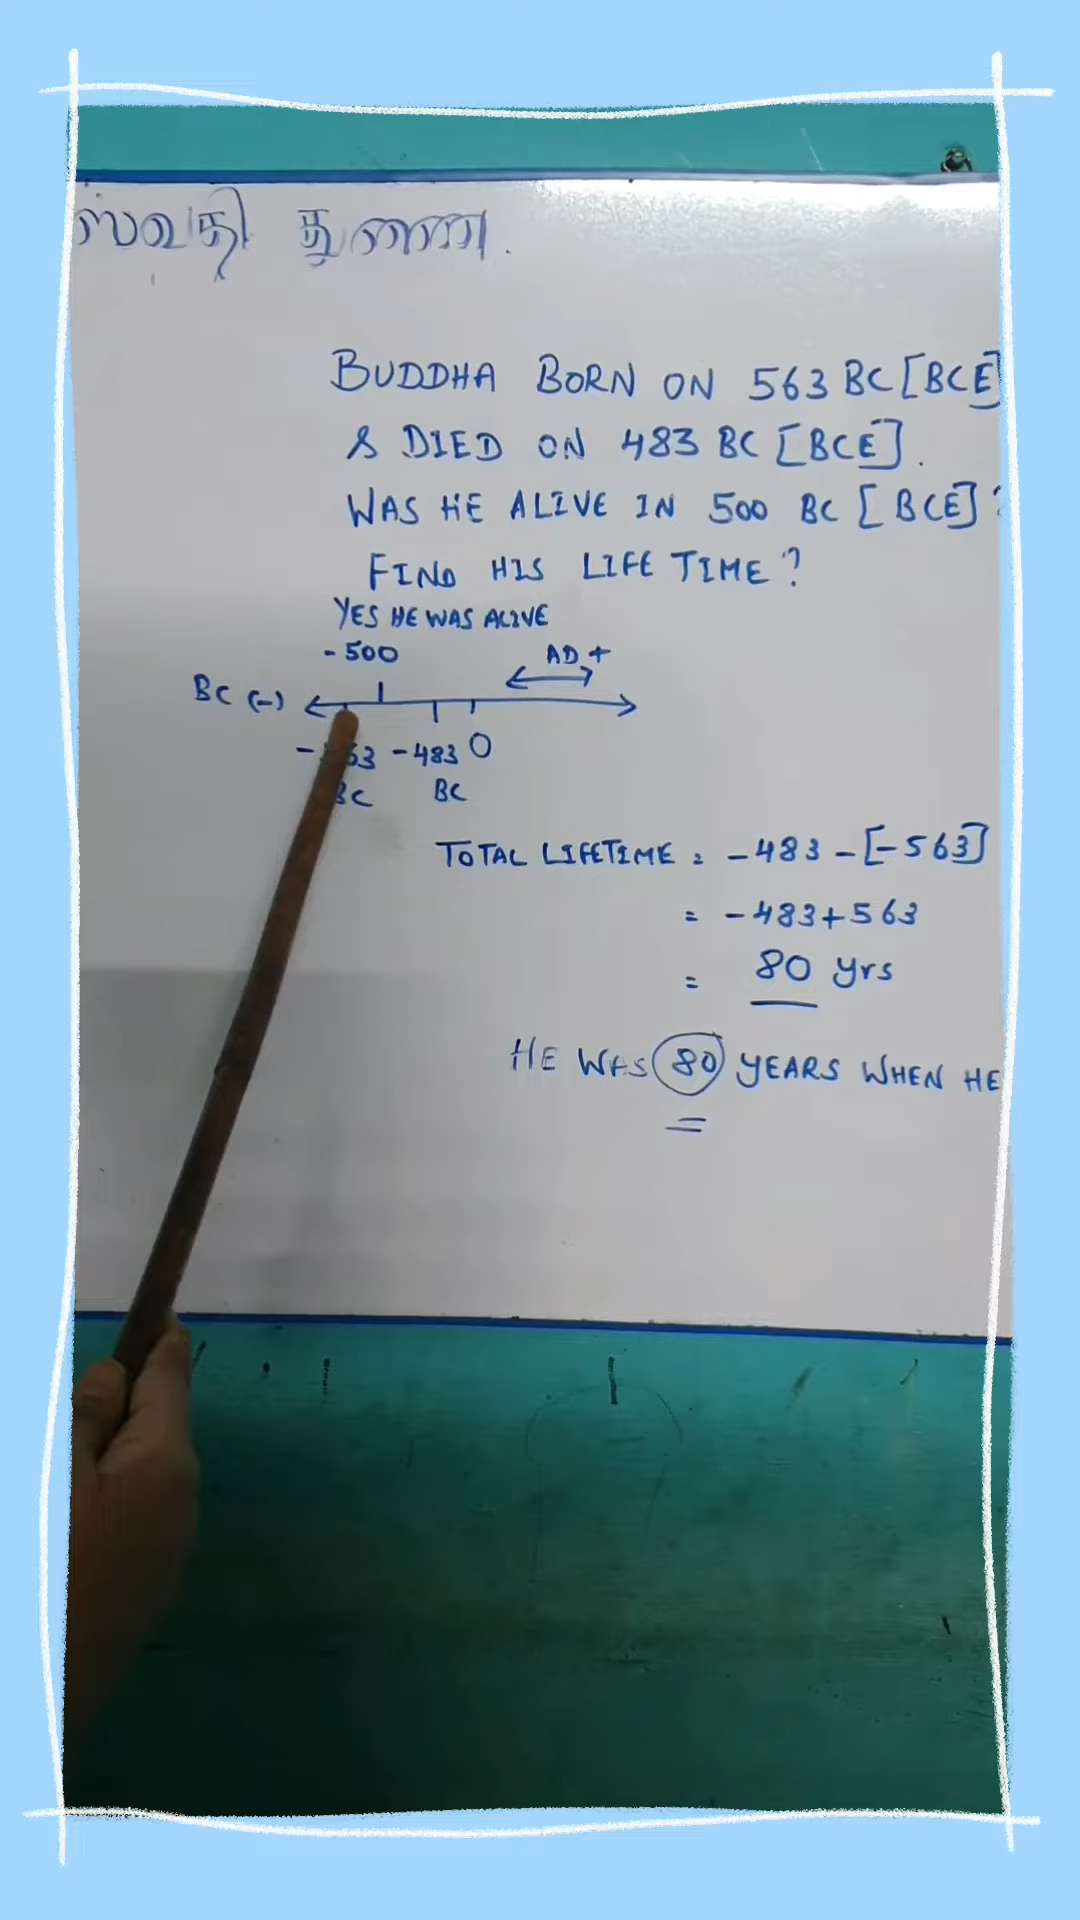 ஸ்வதி துணை.
BUDDHA BORN ON 563 BC [BCE]
& DIED ON 483 BC [BCE].
WAS HE ALIVE IN 500 BC [BCE]?
FIND HIS LIFE TIME?
YES HE WAS ALIVE
-500 AD +
BC (-)
-483 0
BC BC
TOTAL LIFETIME = -483-[-563]
= -483+563
= 80 yrs
HE WAS 80 YEARS WHEN HE